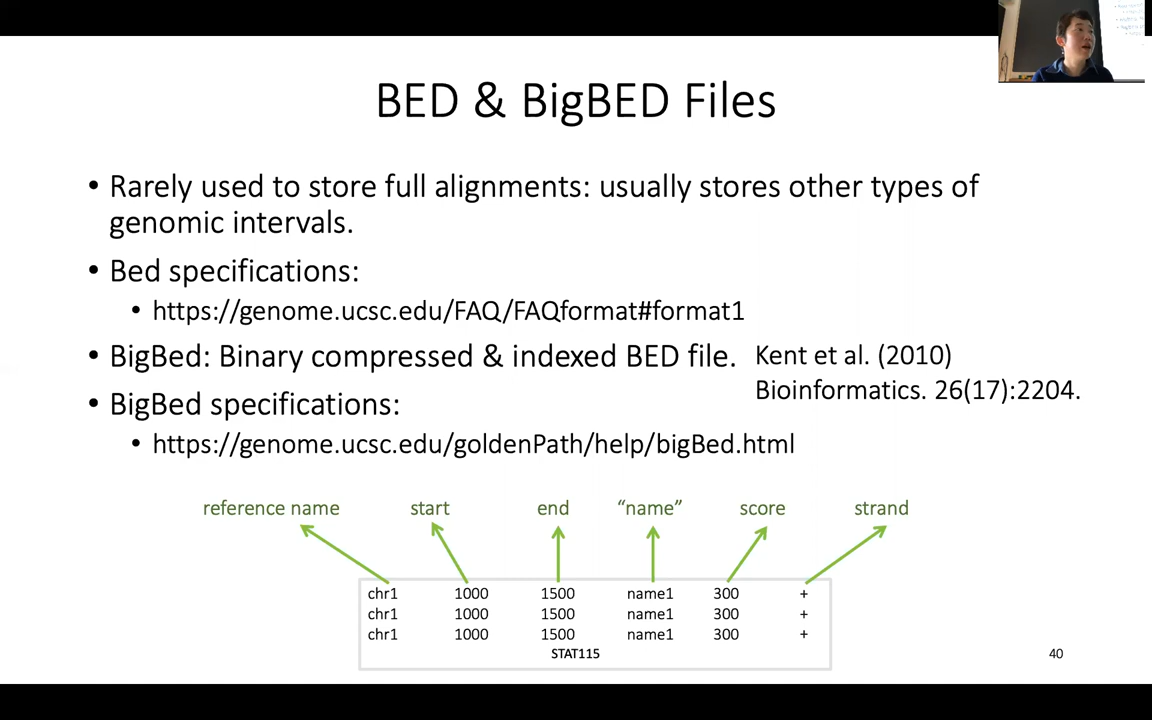 BED & BigBED Files
• Rarely used to store full alignments: usually stores other types of
genomic intervals.
• Bed specifications:
• https://genome.ucsc.edu/FAQ/FAQformat#format1
• BigBed: Binary compressed & indexed BED file.
Kent et al. (2010)
Bioinformatics. 26(17):2204.
• BigBed specifications:
• https://genome.ucsc.edu/goldenPath/help/bigBed.html
reference name start end “name” score strand
chr1 1000 1500 name1 300 +
chr1 1000 1500 name1 300 +
chr1 1000 1500 name1 300 +
STAT115
40